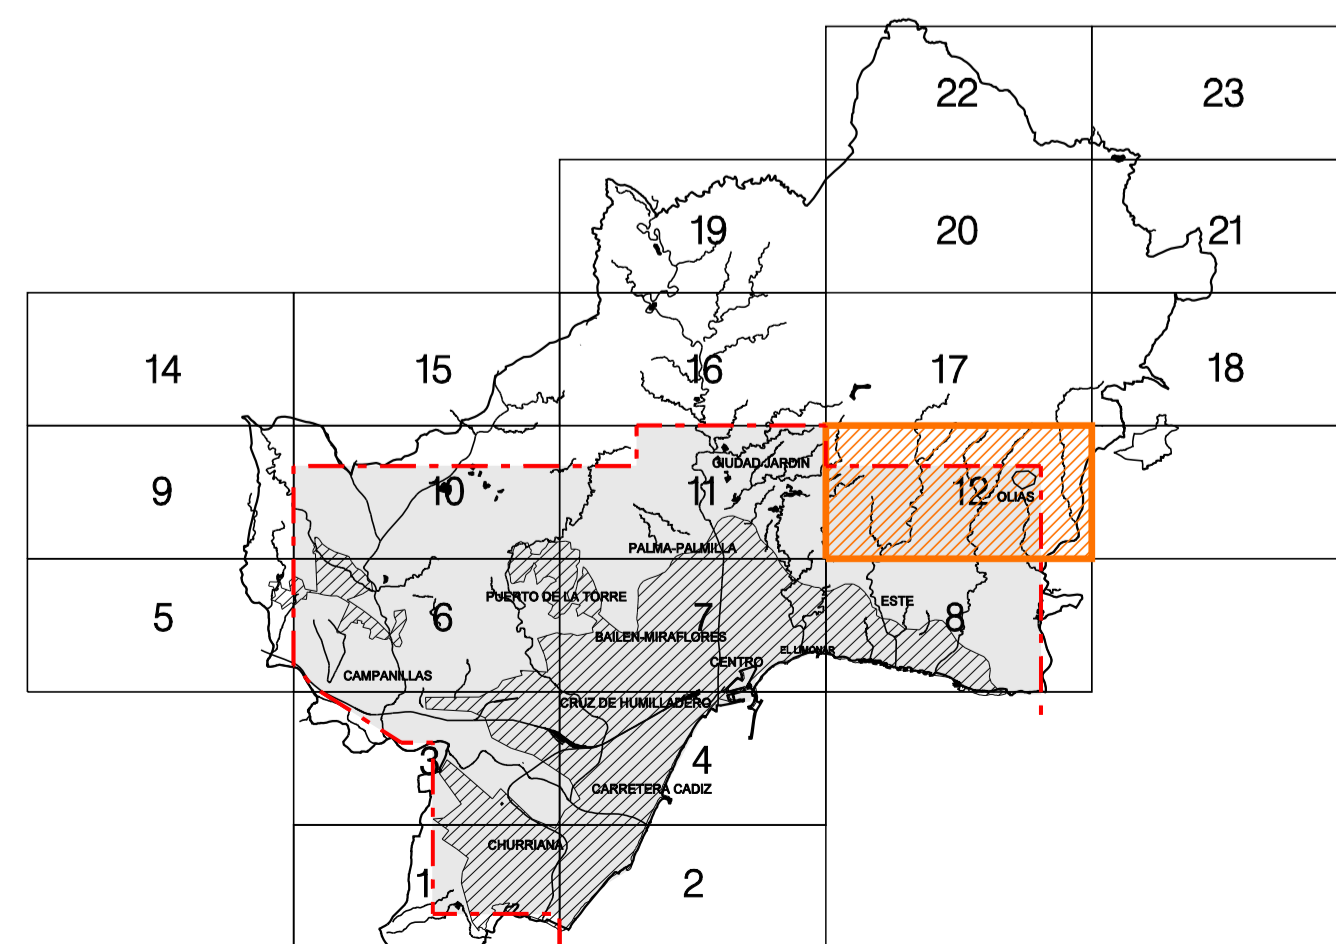 22
23
19
20
21
14
15
16
17
18
CIUDAD JARDIN
9
10
11
12
OLIAS
PALMA-PALMILLA
PUERTO DE LA TORRE
ESTE
5
6
7
8
BAILEN-MIRAFLORES
EL LIMONAR
CENTRO
CAMPANILLAS
CRUZ DE HUMILLADERO
3
4
CARRETERA CADIZ
CHURRIANA
1
2